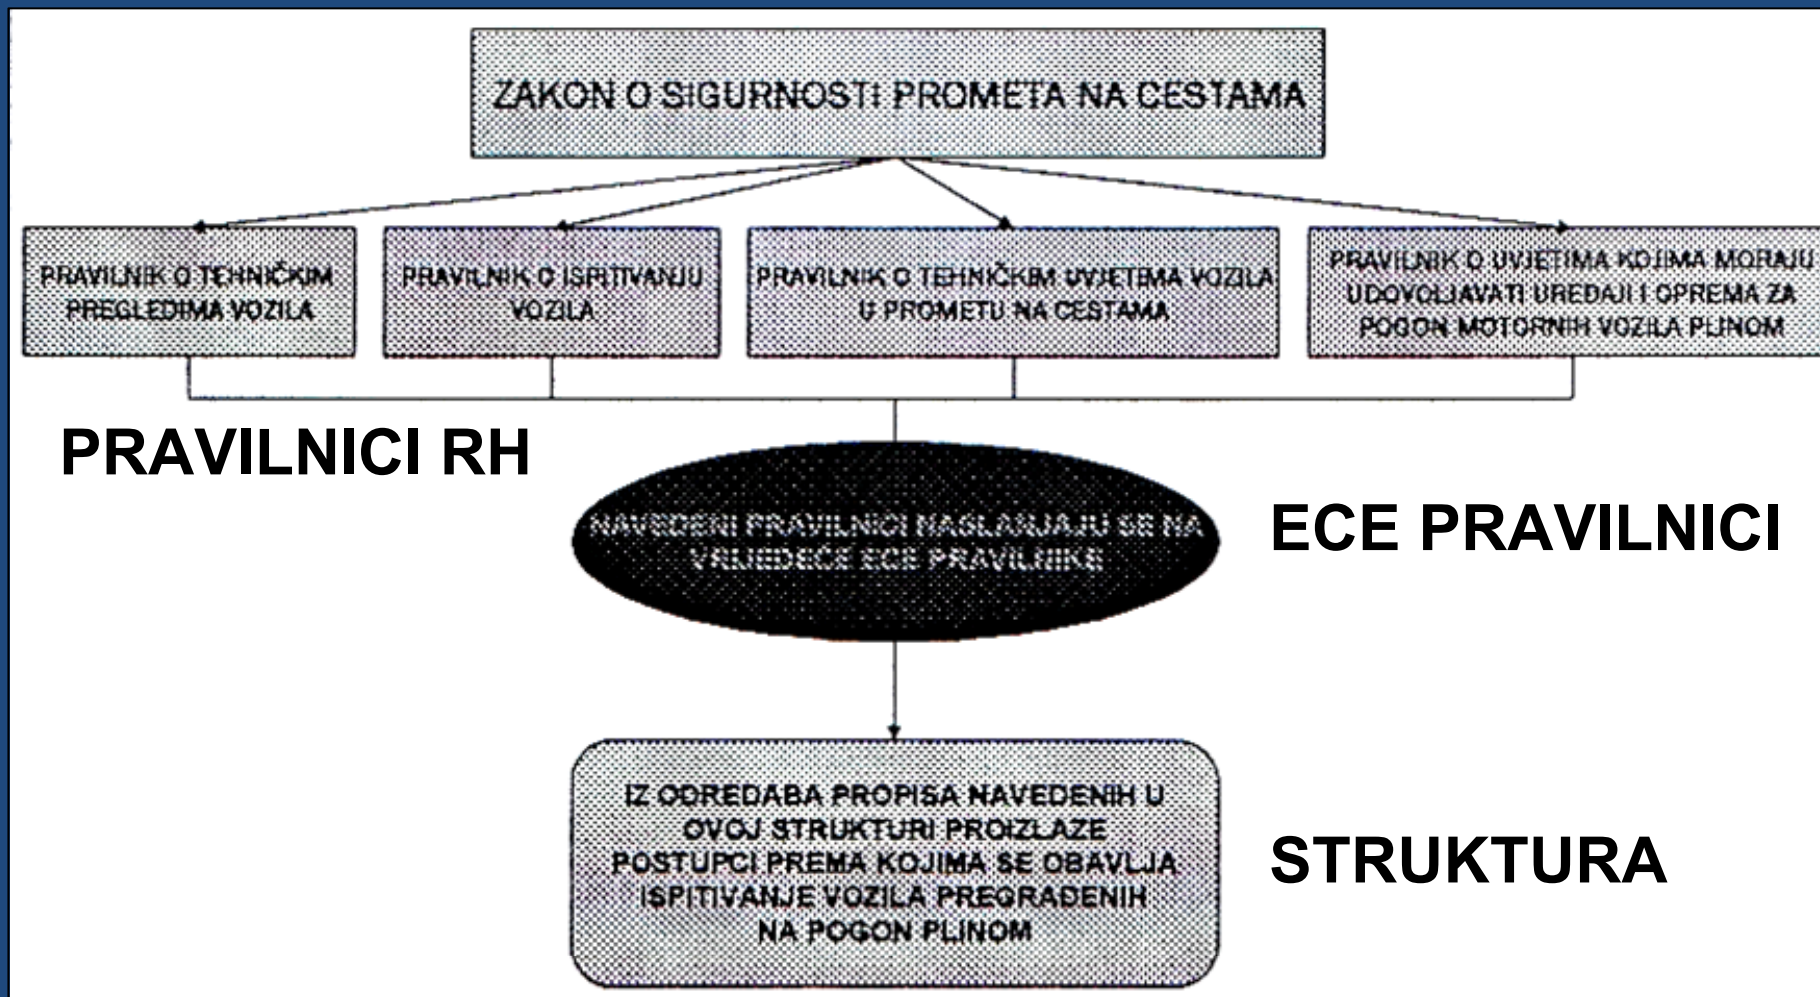 ZAKON O SIGURNOSTI PROMETA NA CESTAMA
PRAVILNIK O TEHNIČKIM
PREGLEDIMA VOZILA
PRAVILNIK O ISPITIVANJU
VOZILA
PRAVILNIK O TEHNIČKIM UVJETIMA VOZILA
U PROMETU NA CESTAMA
PRAVILNIK O UVJETIMA KOJIMA MORAJU
UDOVOLJAVATI UREĐAJI I OPREMA ZA
POGON MOTORNIH VOZILA PLINOM
PRAVILNICI RH
NAVEDENI PRAVILNICI NASLANJAJU SE NA
VRIJEDEĆE ECE PRAVILNIKE
ECE PRAVILNICI
IZ ODREDABA PROPISA NAVEDENIH U
OVOJ STRUKTURI PROIZLAZE
POSTUPCI PREMA KOJIMA SE OBAVLJA
ISPITIVANJE VOZILA PREGRAĐENIH
NA POGON PLINOM
STRUKTURA